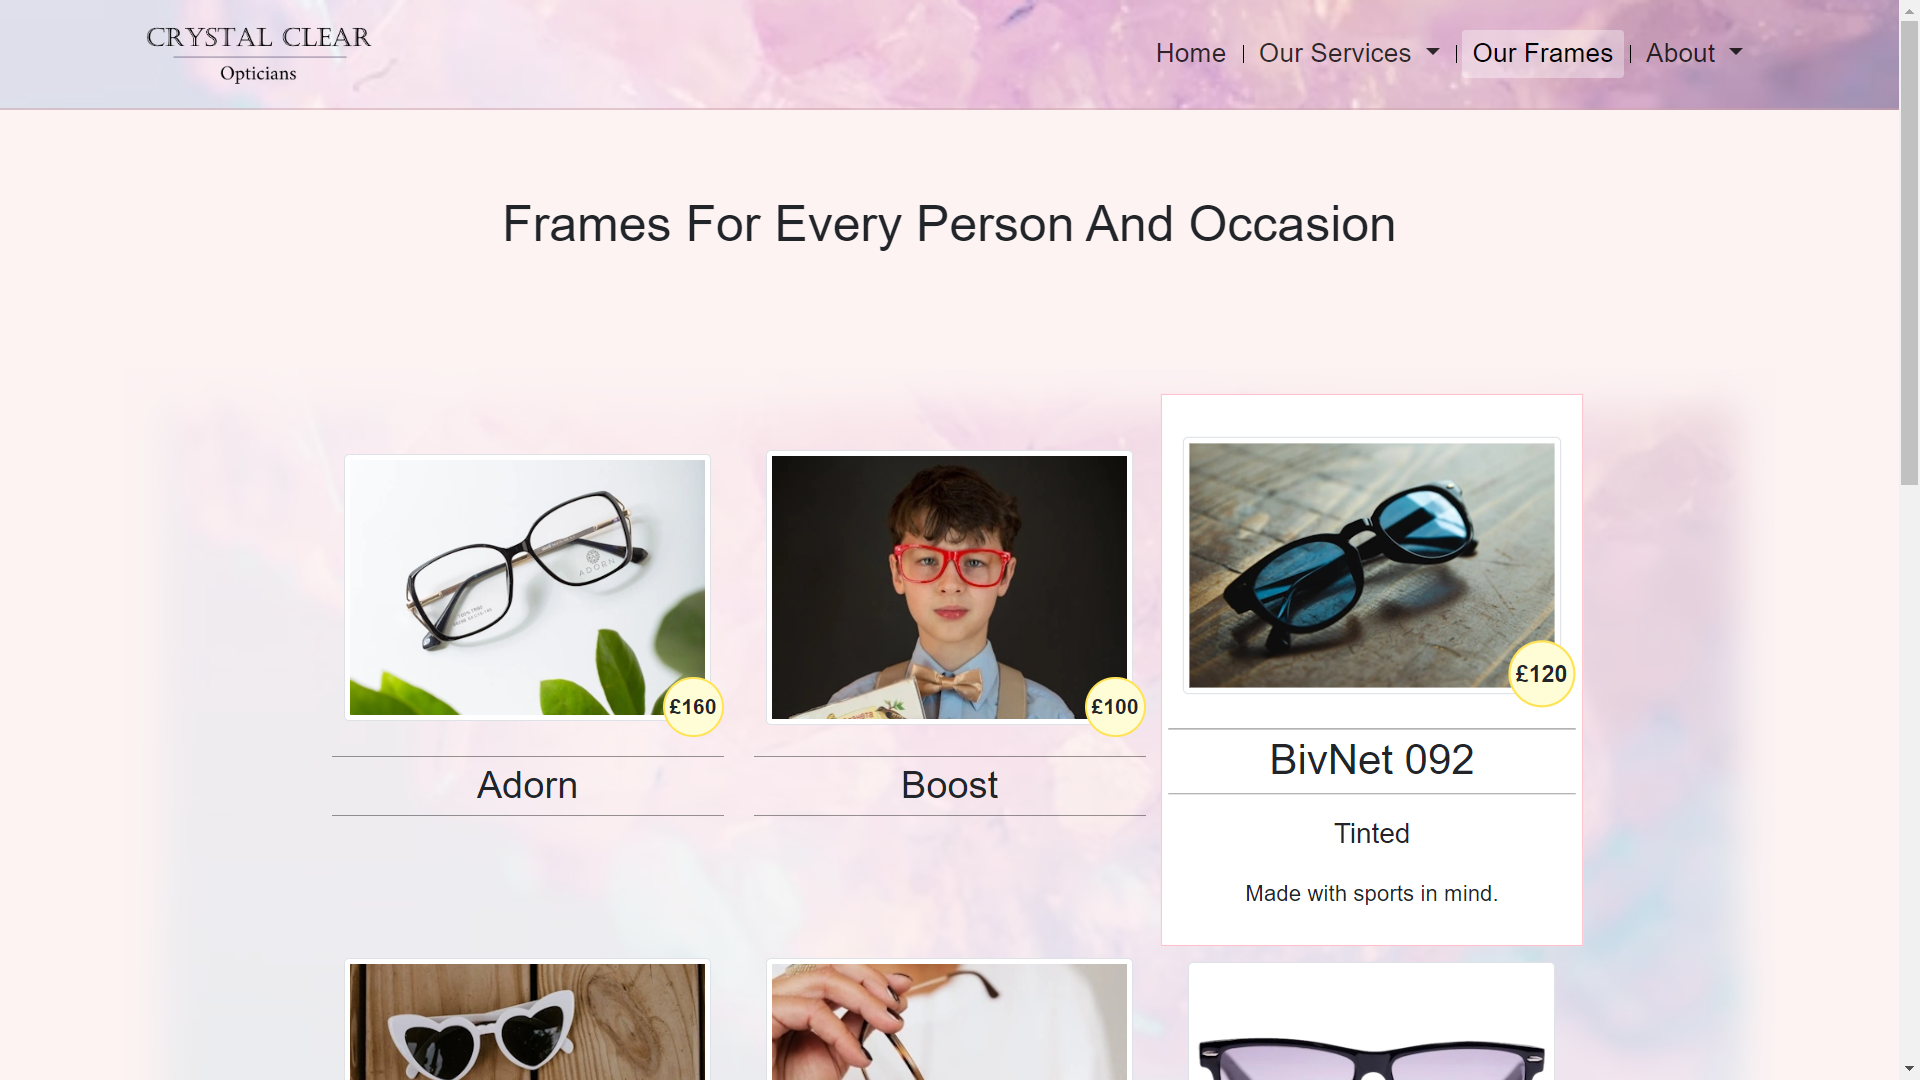 CRYSTAL CLEAR
Opticians
Home
Our Services
Our Frames
About
Frames For Every Person And Occasion
ADORN
£160
£100
£120
Adorn
Boost
BivNet 092
Tinted
Made with sports in mind.